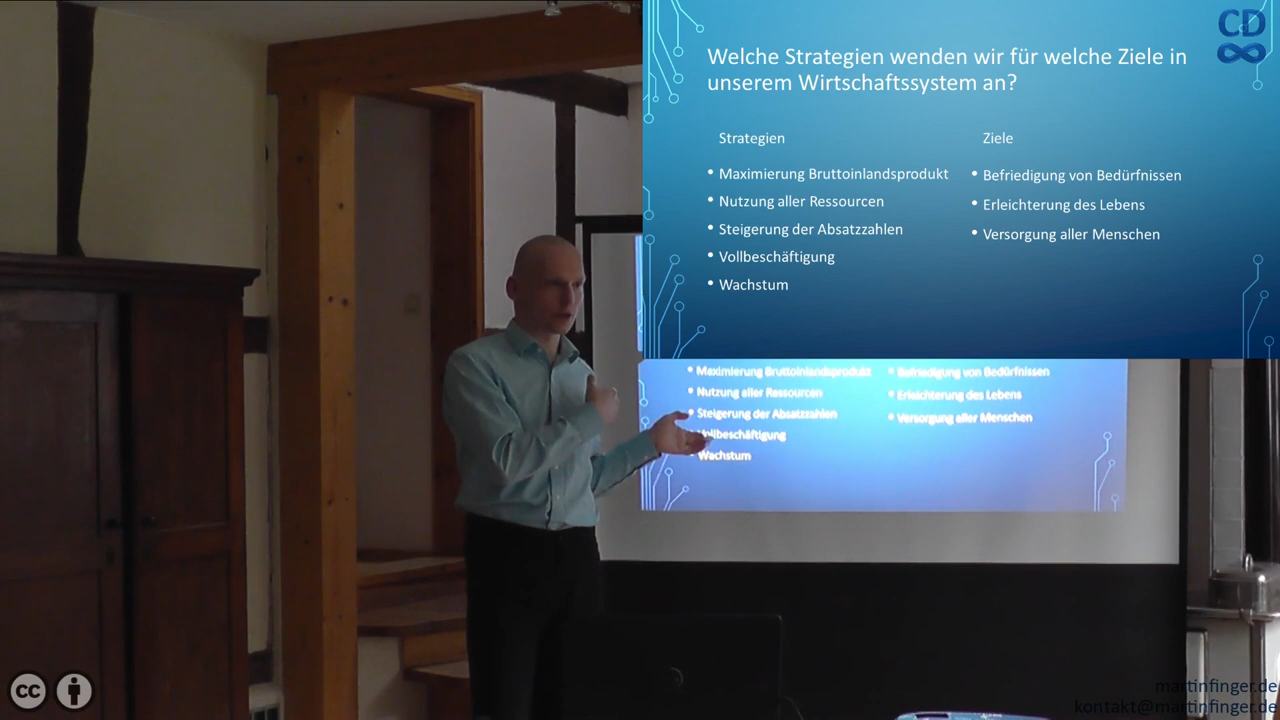 CD
Welche Strategien wenden wir für welche Ziele in
unserem Wirtschaftssystem an?
Strategien
• Maximierung Bruttoinlandsprodukt
• Nutzung aller Ressourcen
• Steigerung der Absatzzahlen
• Vollbeschäftigung
• Wachstum
Ziele
• Befriedigung von Bedürfnissen
• Erleichterung des Lebens
• Versorgung aller Menschen
• Maximierung Bruttoinlandsprodukt
• Nutzung aller Ressourcen
• Steigerung der Absatzzahlen
Vollbeschäftigung
Wachstum
• Befriedigung von Bedürfnissen
• Erleichterung des Lebens
• Versorgung aller Menschen
cc
martinfinger.de
kontakt@martinfinger.de